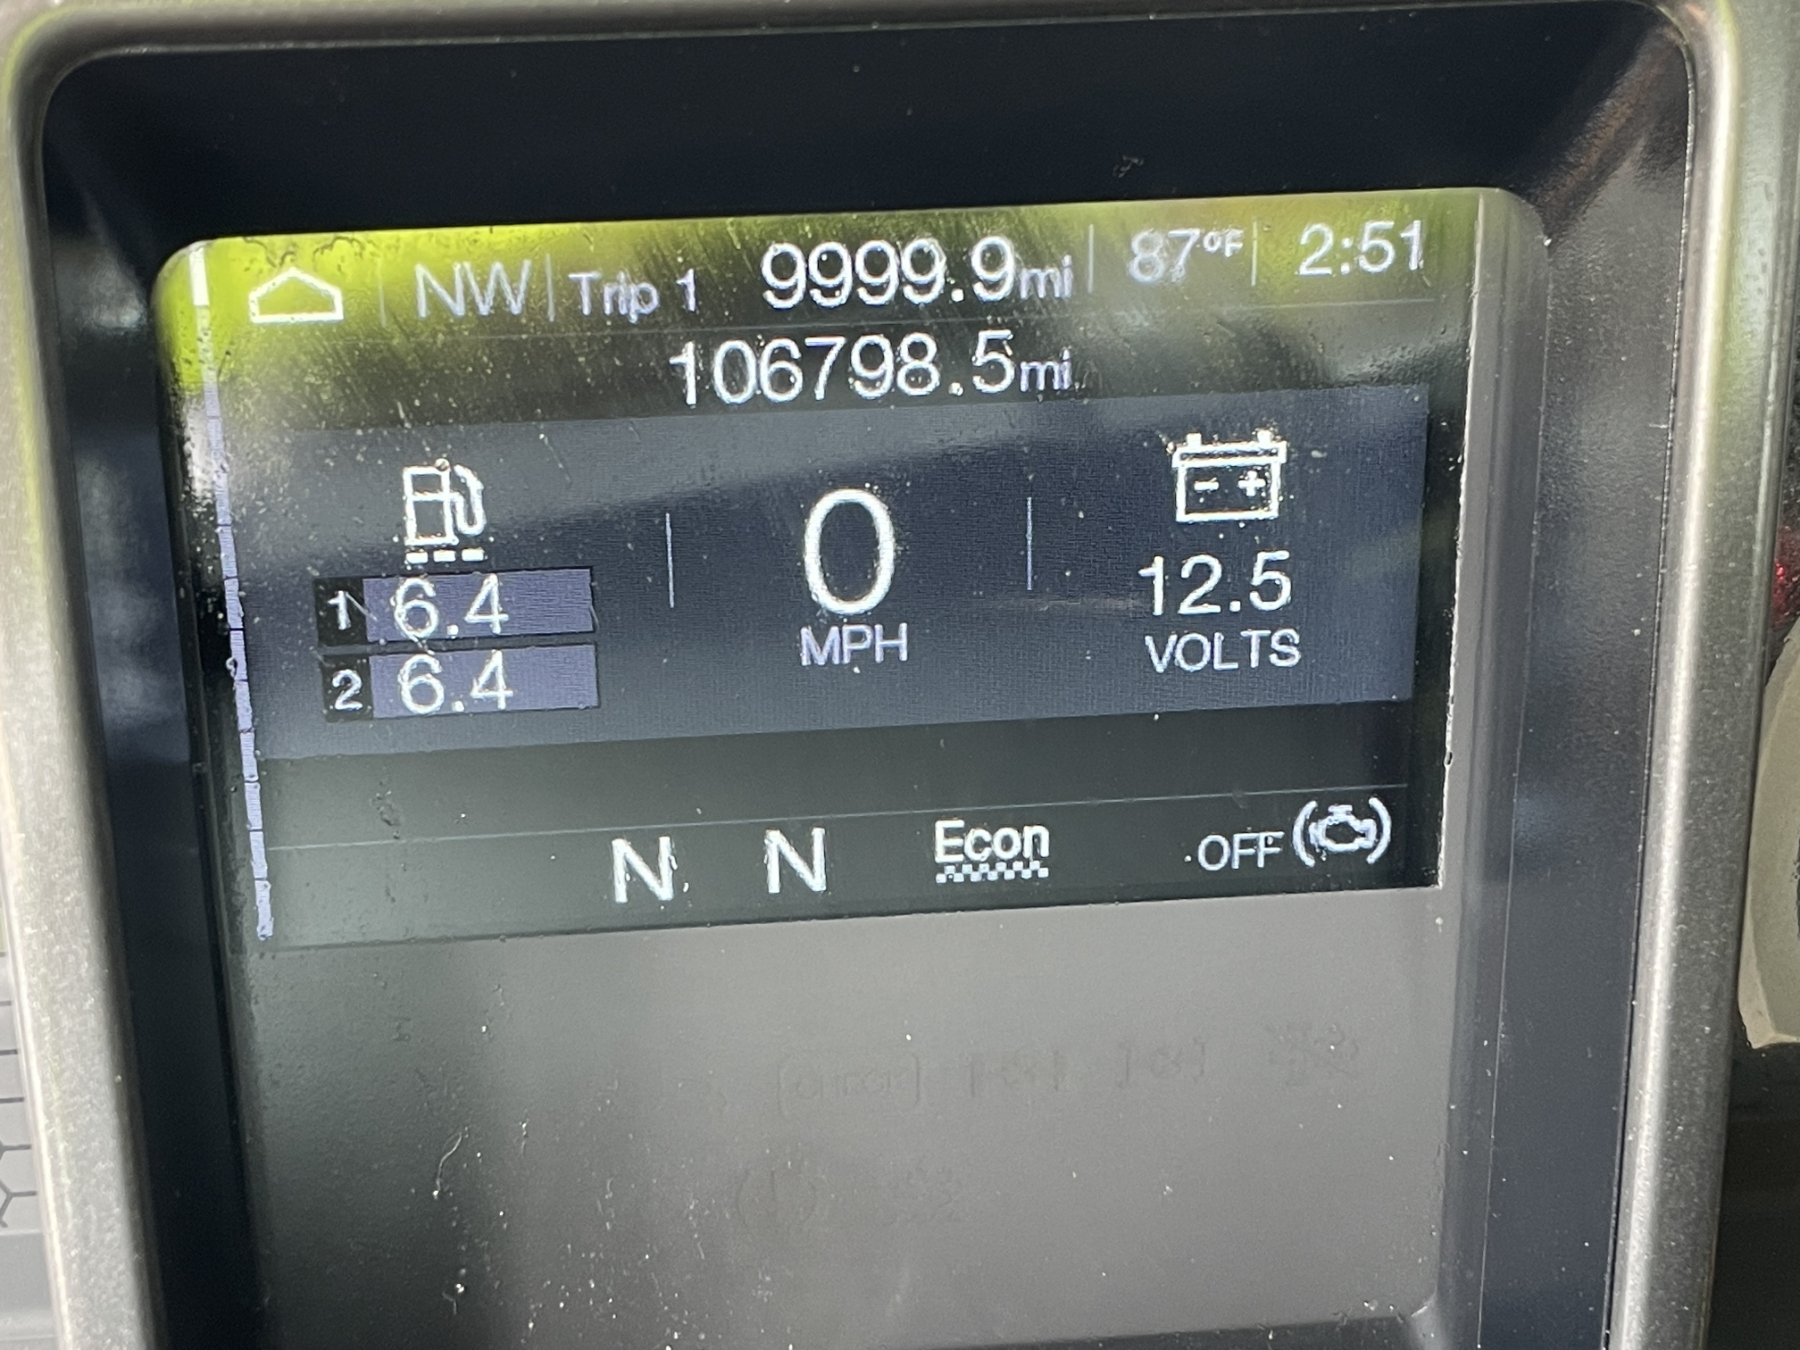 NW Trip 1 9999.9mi 87°F 2:51
106798.5mi
- +
1 6.4
2 6.4
0
MPH
12.5
VOLTS
N N Econ OFF